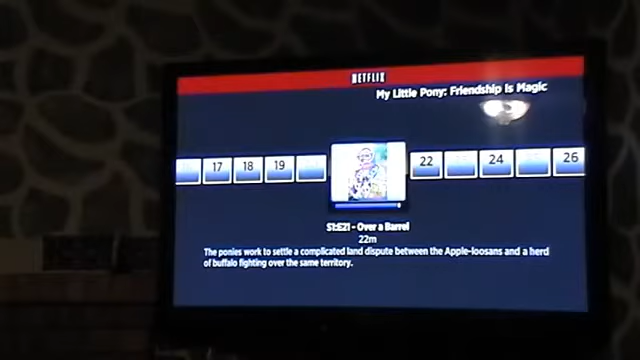 NETFLIX
My Little Pony: Friendship Is Magic
17 18 19 22 24 26
S1:E21 - Over a Barrel
22m
The ponies work to settle a complicated land dispute between the Apple-loosans and a herd
of buffalo fighting over the same territory.